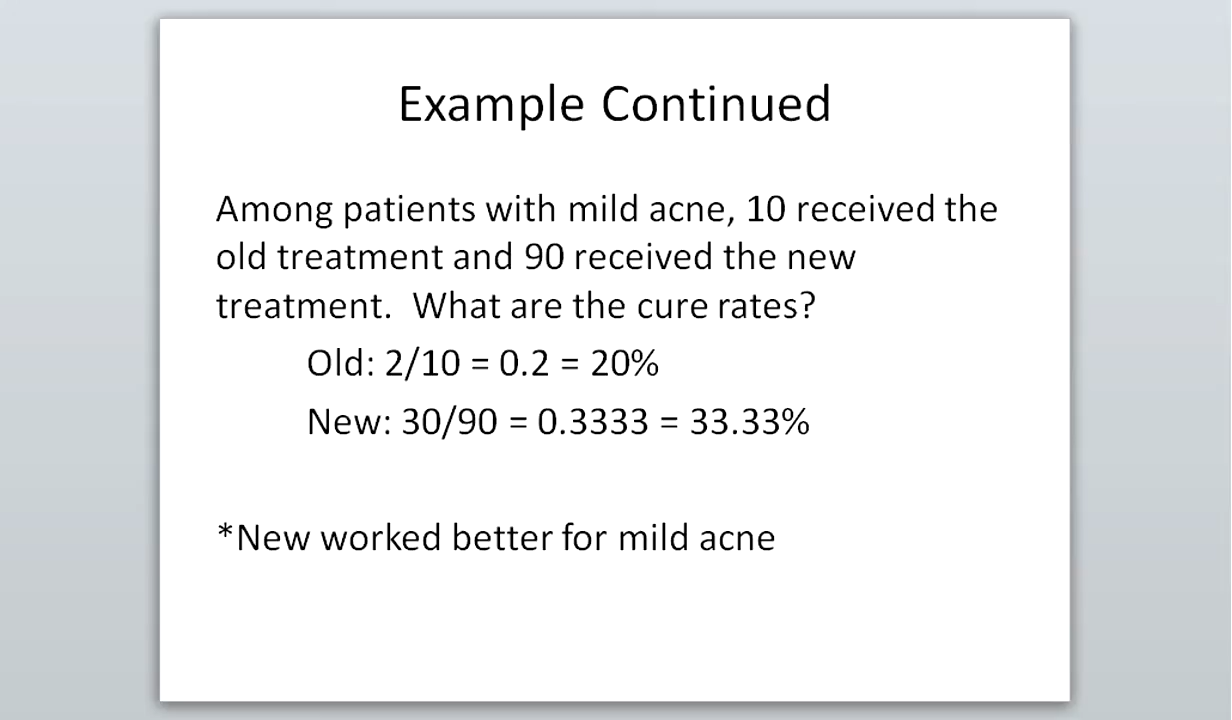 Example Continued
Among patients with mild acne, 10 received the
old treatment and 90 received the new
treatment.  What are the cure rates?
Old: 2/10 = 0.2 = 20%
New: 30/90 = 0.3333 = 33.33%
*New worked better for mild acne